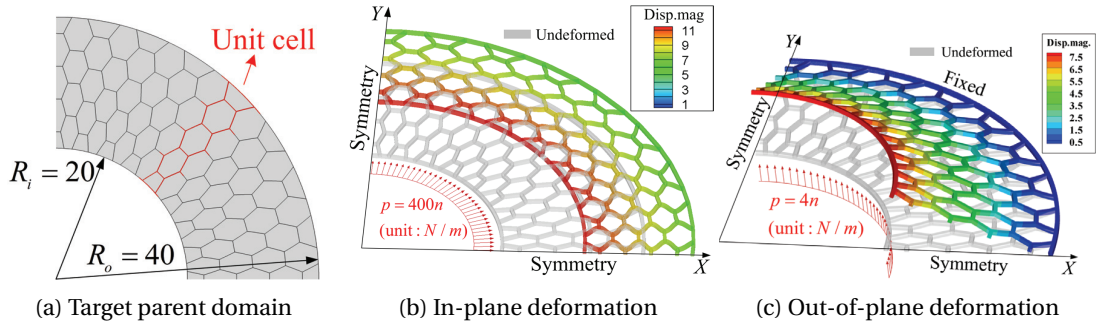 Unit cell
R_i = 20
R_o = 40
(a) Target parent domain
Y
Undeformed
Disp.mag
11
9
7
5
3
1
Symmetry
p = 400n
(unit : N / m)
Symmetry
X
(b) In-plane deformation
Y
Undeformed
Disp.mag.
7.5
6.5
5.5
4.5
3.5
2.5
1.5
0.5
Fixed
Symmetry
p = 4n
(unit : N / m)
Symmetry
X
(c) Out-of-plane deformation